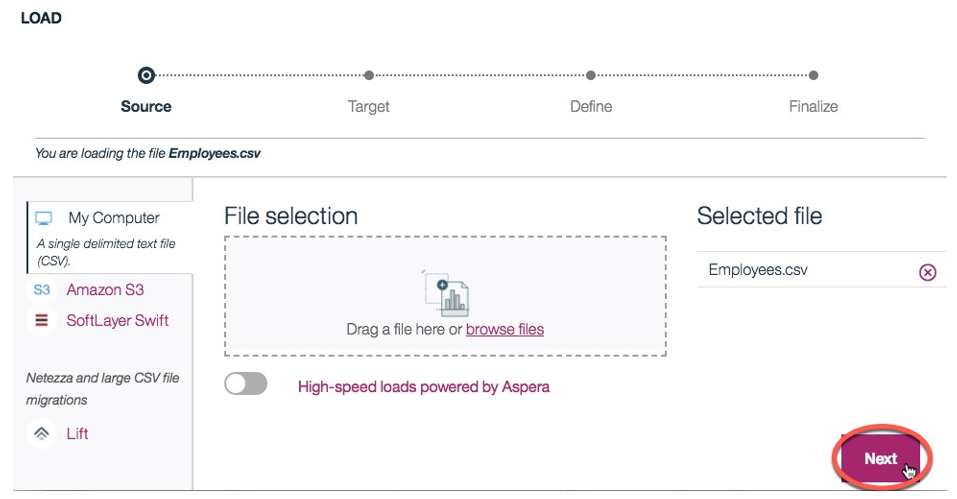 LOAD
Source
Target
Define
Finalize
You are loading the file Employees.csv
My Computer
A single delimited text file
(CSV).
S3 Amazon S3
SoftLayer Swift
Netezza and large CSV file
migrations
Lift
File selection
Drag a file here or browse files
High-speed loads powered by Aspera
Selected file
Employees.csv
Next